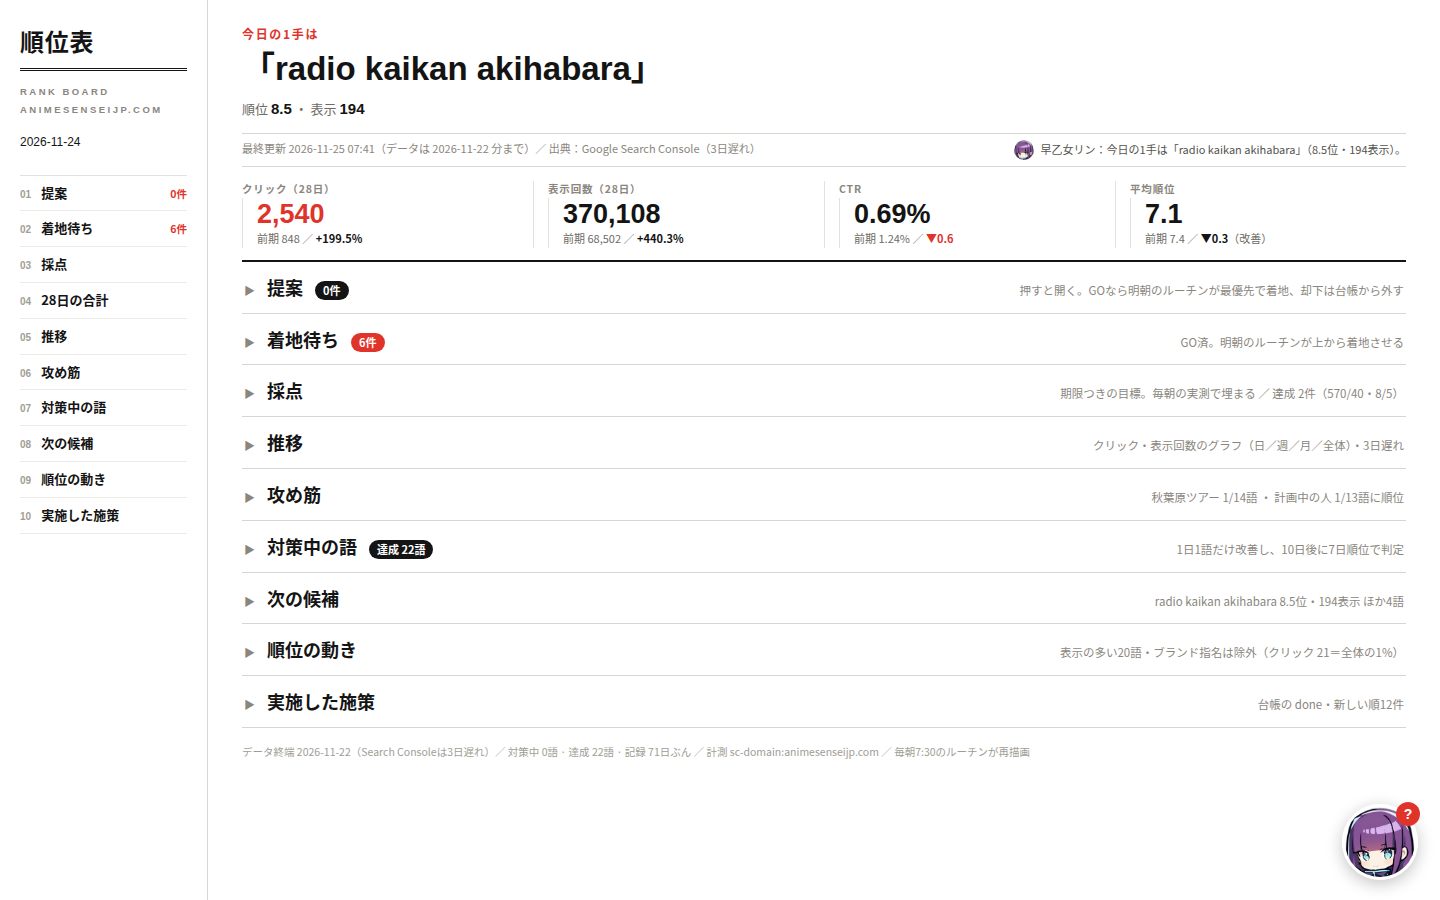 順位表
RANK BOARD
ANIMESENSEIJP.COM
2026-11-24
01 提案 0件
02 着地待ち 6件
03 採点
04 28日の合計
05 推移
06 攻め筋
07 対策中の語
08 次の候補
09 順位の動き
10 実施した施策
今日の1手は
「radio kaikan akihabara」
順位 8.5 ・ 表示 194
最終更新 2026-11-25 07:41（データは 2026-11-22 分まで）／ 出典：Google Search Console（3日遅れ）
早乙女リン：今日の1手は「radio kaikan akihabara」（8.5位・194表示）。
クリック（28日）
2,540
前期 848 ／ +199.5%
表示回数（28日）
370,108
前期 68,502 ／ +440.3%
CTR
0.69%
前期 1.24% ／ ▼0.6
平均順位
7.1
前期 7.4 ／ ▼0.3（改善）
▶ 提案 0件 押すと開く。GOなら明朝のルーチンが最優先で着地、却下は台帳から外す
▶ 着地待ち 6件 GO済。明朝のルーチンが上から着地させる
▶ 採点 期限つきの目標。毎朝の実測で埋まる ／ 達成 2件（570/40・8/5）
▶ 推移 クリック・表示回数のグラフ（日／週／月／全体）・3日遅れ
▶ 攻め筋 秋葉原ツアー 1/14語 ・ 計画中の人 1/13語に順位
▶ 対策中の語 達成 22語 1日1語だけ改善し、10日後に7日順位で判定
▶ 次の候補 radio kaikan akihabara 8.5位・194表示 ほか4語
▶ 順位の動き 表示の多い20語・ブランド指名は除外（クリック 21＝全体の1%）
▶ 実施した施策 台帳の done・新しい順12件
データ終端 2026-11-22（Search Consoleは3日遅れ）／ 対策中 0語 · 達成 22語 · 記録 71日ぶん ／ 計測 sc-domain:animesenseijp.com ／ 毎朝7:30のルーチンが再描画
?